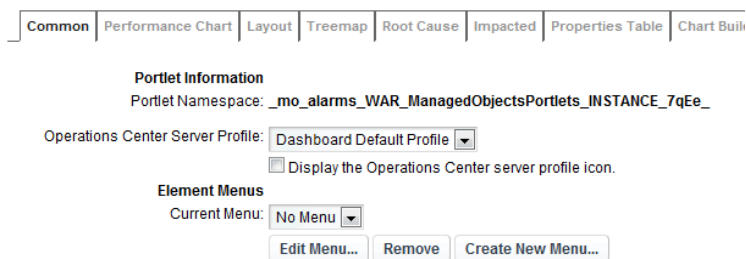 Common Performance Chart Layout Treemap Root Cause Impacted Properties Table Chart Buil
Portlet Information
Portlet Namespace: _mo_alarms_WAR_ManagedObjectsPortlets_INSTANCE_7qEe_
Operations Center Server Profile: Dashboard Default Profile
Display the Operations Center server profile icon.
Element Menus
Current Menu: No Menu
Edit Menu... Remove Create New Menu...